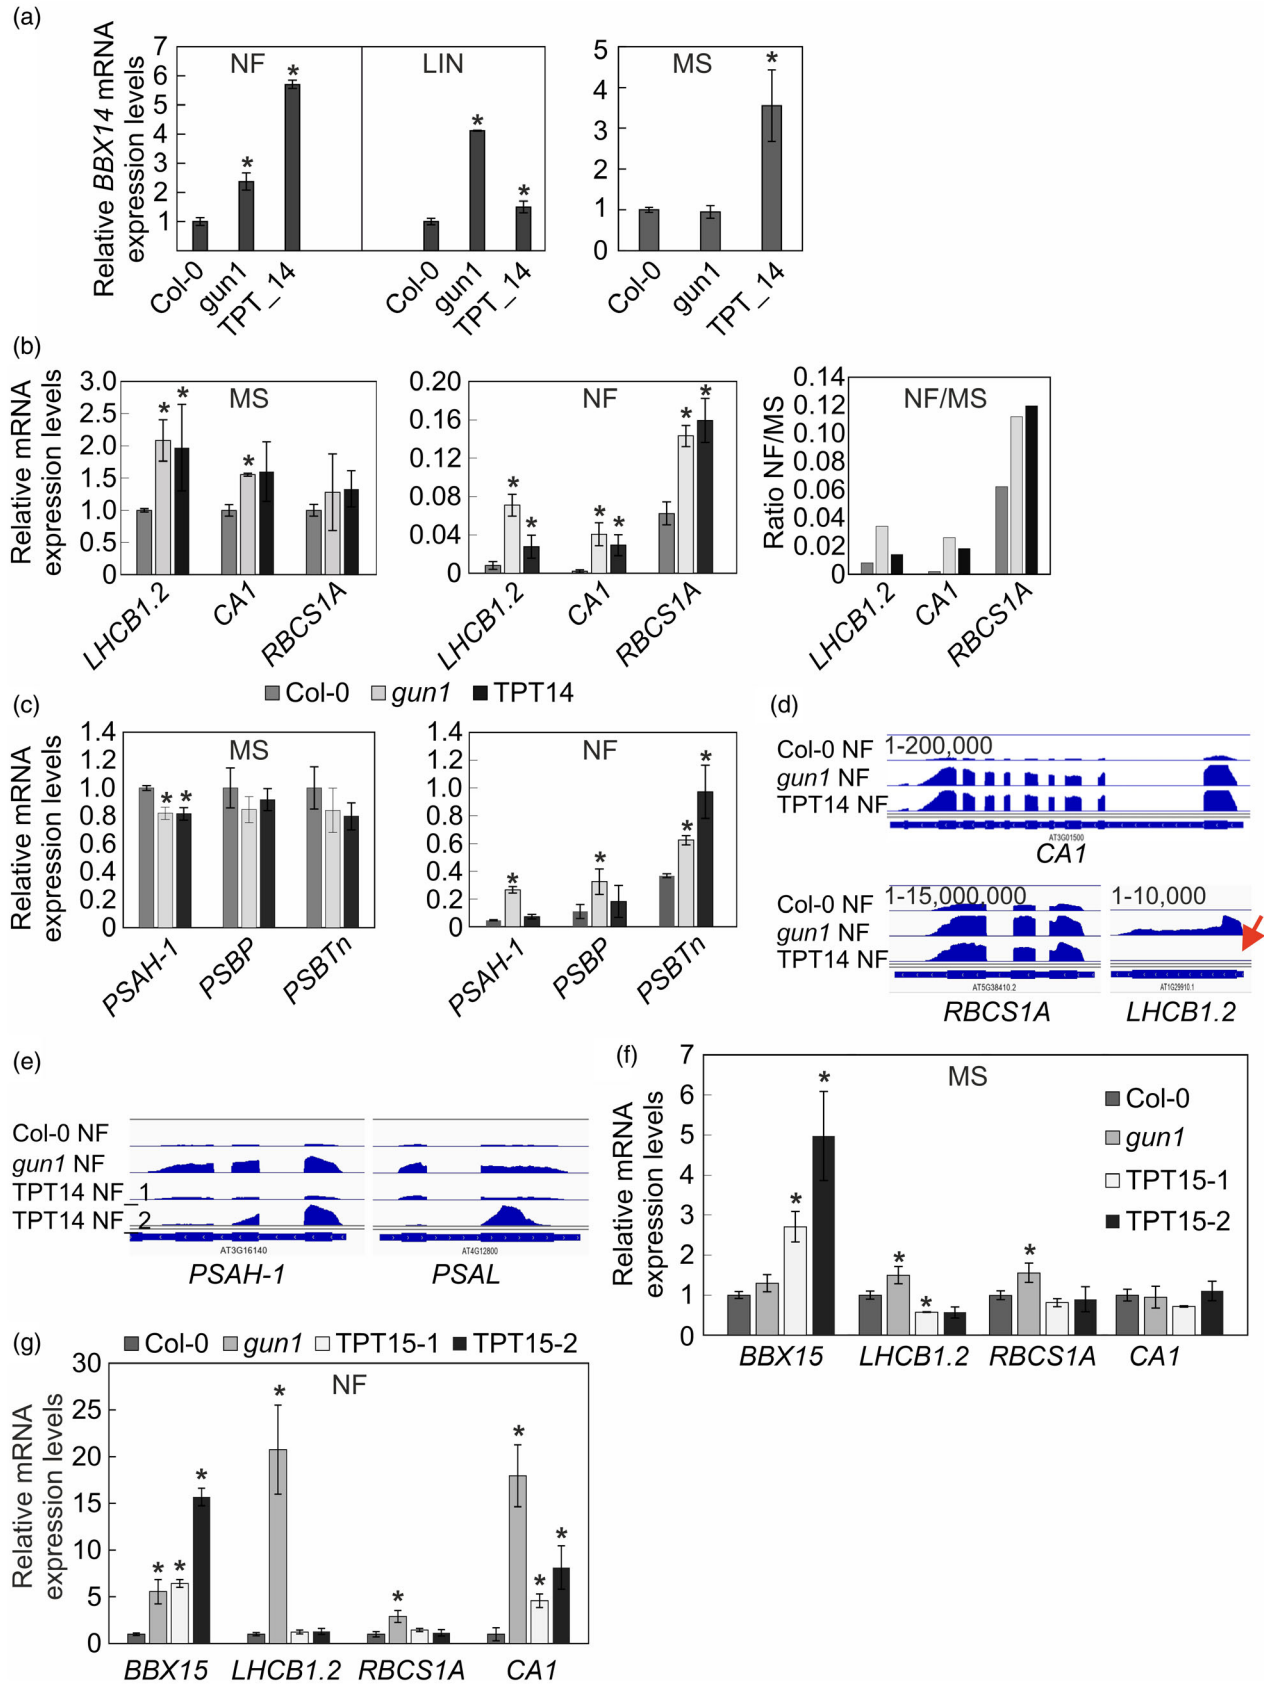 (a)
Relative BBX14 mRNA
expression levels
7
6
5
4
3
2
1
NF
*
*
LIN
*
*
Col-0
gun1
TPT_14
Col-0
gun1
TPT_14
5
4
3
2
1
0
MS
*
Col-0
gun1
TPT_14
(b)
Relative mRNA
expression levels
3.0
2.5
2.0
1.5
1.0
0.5
0
MS
* *
*
LHCB1.2
CA1
RBCS1A
0.20
0.16
0.12
0.08
0.04
0
NF
* *
* *
* *
LHCB1.2
CA1
RBCS1A
Ratio NF/MS
0.14
0.12
0.10
0.08
0.06
0.04
0.02
0
NF/MS
LHCB1.2
CA1
RBCS1A
Col-0 gun1 TPT14
(c)
Relative mRNA
expression levels
1.4
1.2
1.0
0.8
0.6
0.4
0.2
0
MS
* *
PSAH-1
PSBP
PSBTn
1.4
1.2
1.0
0.8
0.6
0.4
0.2
0
NF
*
*
* *
PSAH-1
PSBP
PSBTn
(d)
Col-0 NF 1-200,000
gun1 NF
TPT14 NF
AT3G01500
CA1
Col-0 NF 1-15,000,000 1-10,000
gun1 NF
TPT14 NF
AT5G38410.2 AT1G29910.1
RBCS1A LHCB1.2
(e)
Col-0 NF
gun1 NF
TPT14 NF_1
TPT14 NF_2
AT3G16140 AT4G12800
PSAH-1 PSAL
(f)
Relative mRNA
expression levels
7
6
5
4
3
2
1
0
MS
Col-0
gun1
TPT15-1
TPT15-2
* *
* *
*
BBX15 LHCB1.2 RBCS1A CA1
(g)
Col-0 gun1 TPT15-1 TPT15-2
Relative mRNA
expression levels
30
25
20
15
10
5
0
NF
* * *
*
*
* * *
BBX15 LHCB1.2 RBCS1A CA1